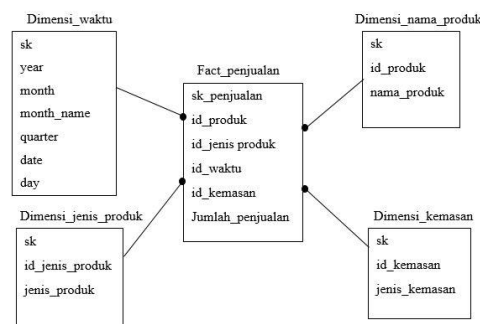 Dimensi_waktu
sk
year
month
month_name
quarter
date
day
Fact_penjualan
sk_penjualan
id_produk
id_jenis produk
id_waktu
id_kemasan
Jumlah_penjualan
Dimensi_nama_produk
sk
id_produk
nama_produk
Dimensi_jenis_produk
sk
id_jenis_produk
jenis_produk
Dimensi_kemasan
sk
id_kemasan
jenis_kemasan